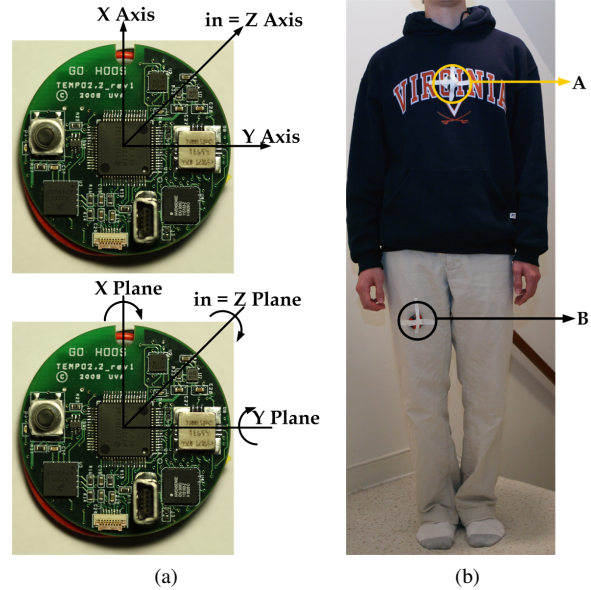 X Axis
in = Z Axis
GO HOOS
TEMPO2.2_rev1
© 2008 UVA
Y Axis
X Plane
in = Z Plane
GO HOOS
TEMPO2.2_rev1
© 2008 UVA
Y Plane
(a)
VIRGINIA
A
B
(b)